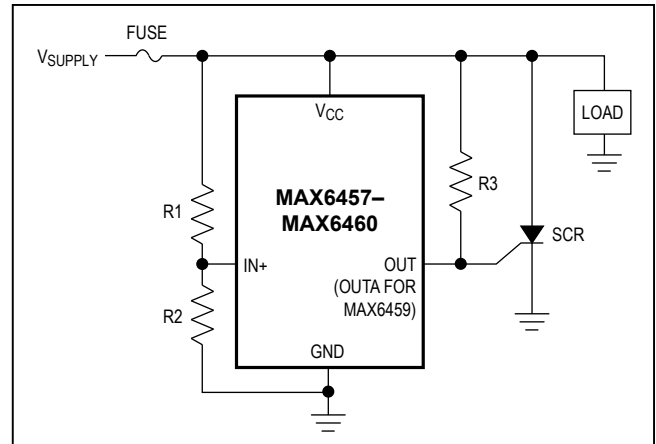 FUSE
VSUPPLY
VCC
LOAD
MAX6457–
MAX6460
R3
R1
SCR
IN+
OUT
(OUTA FOR
MAX6459)
R2
GND